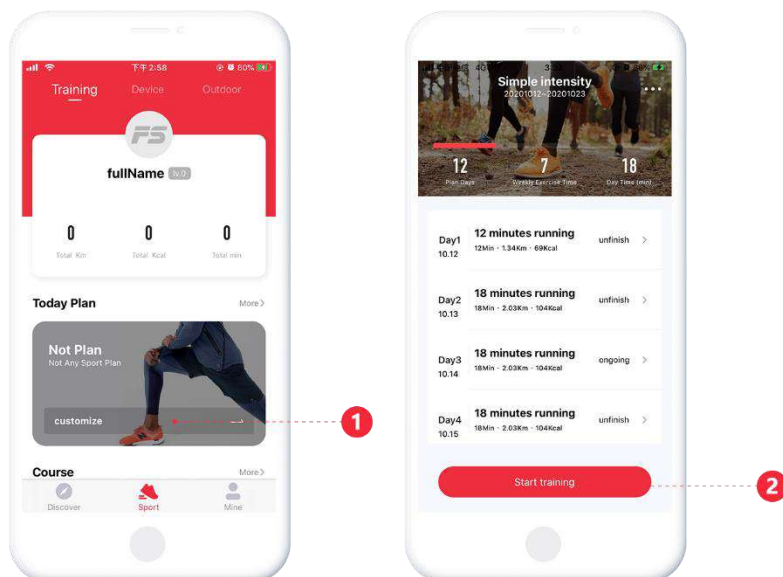 下午 2:58
80%
Training
Device
Outdoor
FS
fullName
lv.0
0
0
0
Total Km
Total Kcal
Total min
Today Plan
More >
Not Plan
Not Any Sport Plan
customize
1
Course
More >
Discover
Sport
Mine
Simple intensity
20201012~20201023
12
7
18
Plan Days
Weekly Exercise Time
Day Time (min)
Day1
12 minutes running
unfinish >
10.12
12Min · 1.34Km · 69Kcal
Day2
18 minutes running
unfinish >
10.13
18Min · 2.03Km · 104Kcal
Day3
18 minutes running
ongoing >
10.14
18Min · 2.03Km · 104Kcal
Day4
18 minutes running
unfinish >
10.15
18Min · 2.03Km · 104Kcal
Start training
2